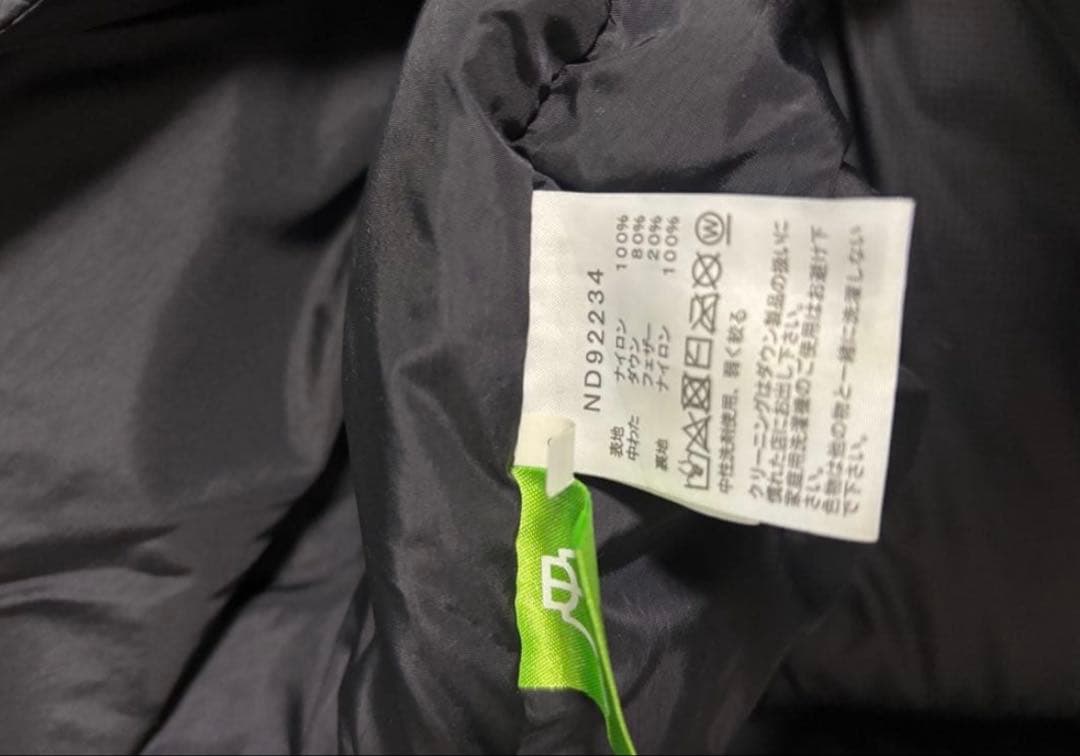 ND92234
表地 ナイロン 100%
中わた ダウン 80%
フェザー 20%
裏地 ナイロン 100%
中性洗剤使用、弱く絞る
クリーニングはダウン製品の扱いに
慣れた店にお出し下さい。
家庭用洗濯機のご使用はお避け下
さい。
色物は他の物と一緒に洗濯しない
で下さい。